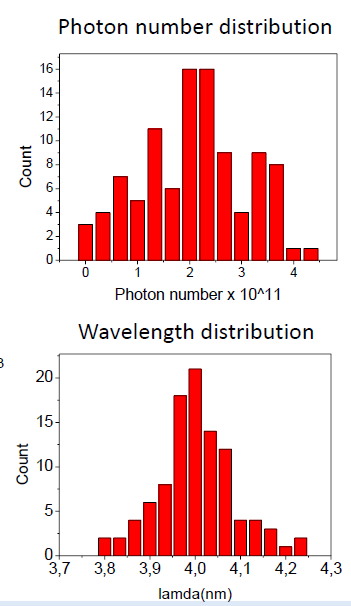 Photon number distribution
16
14
12
10
8
6
4
2
0
Count
0 1 2 3 4
Photon number x 10^11
Wavelength distribution
3
20
15
10
5
0
Count
3,7 3,8 3,9 4,0 4,1 4,2 4,3
lamda(nm)